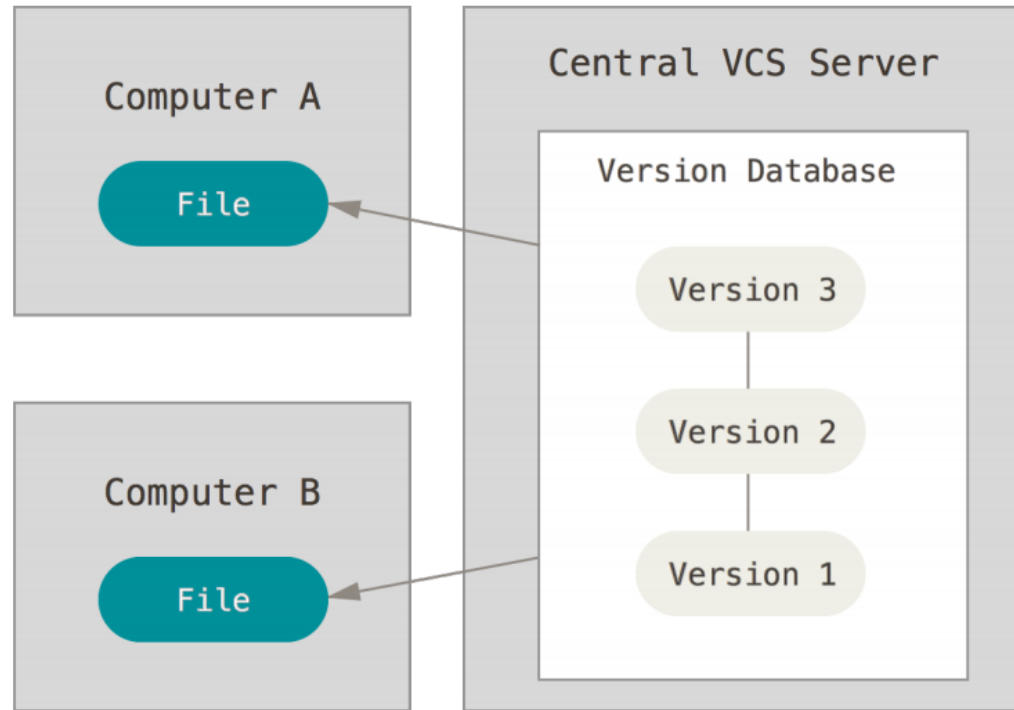 Computer A
File
Computer B
File
Central VCS Server
Version Database
Version 3
Version 2
Version 1